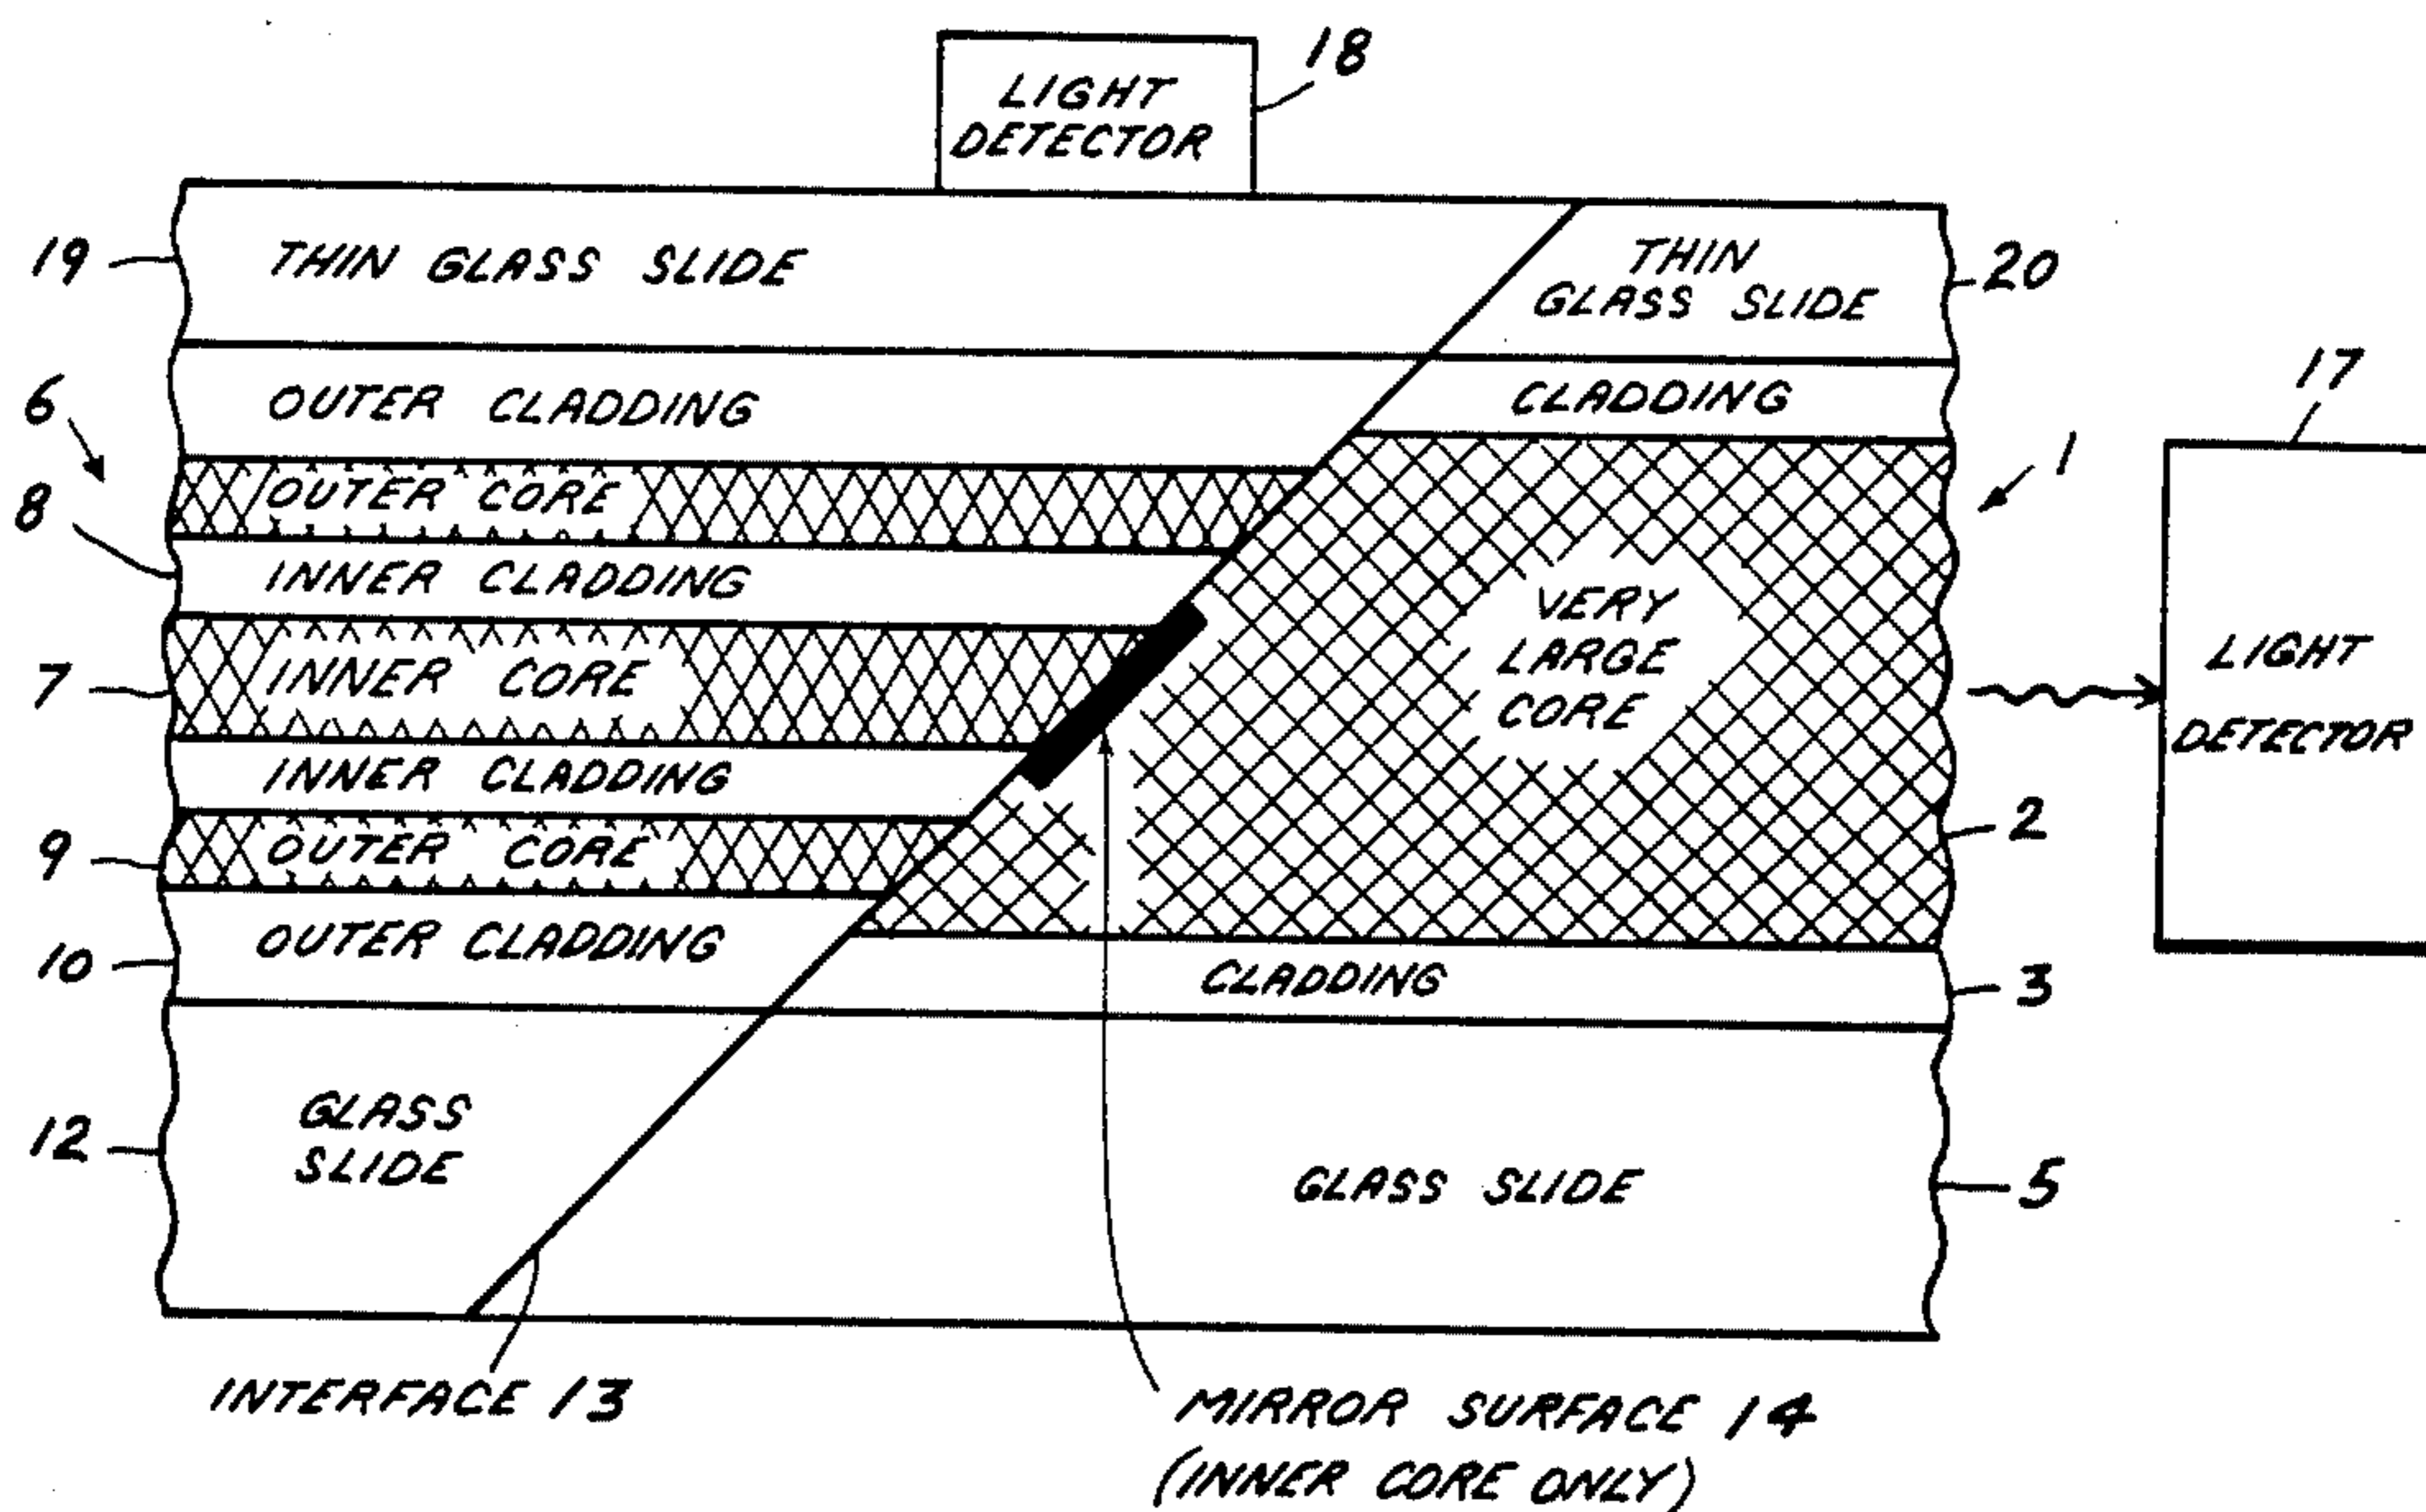 18
LIGHT
DETECTOR
19
THIN GLASS SLIDE
THIN
GLASS SLIDE
20
17
6
OUTER CLADDING
CLADDING
1
8
OUTER CORE
INNER CLADDING
VERY
LARGE
CORE
LIGHT
DETECTOR
7
INNER CORE
INNER CLADDING
2
9
OUTER CORE
10
OUTER CLADDING
CLADDING
3
12
GLASS
SLIDE
GLASS SLIDE
5
INTERFACE 13
MIRROR SURFACE 14
(INNER CORE ONLY)